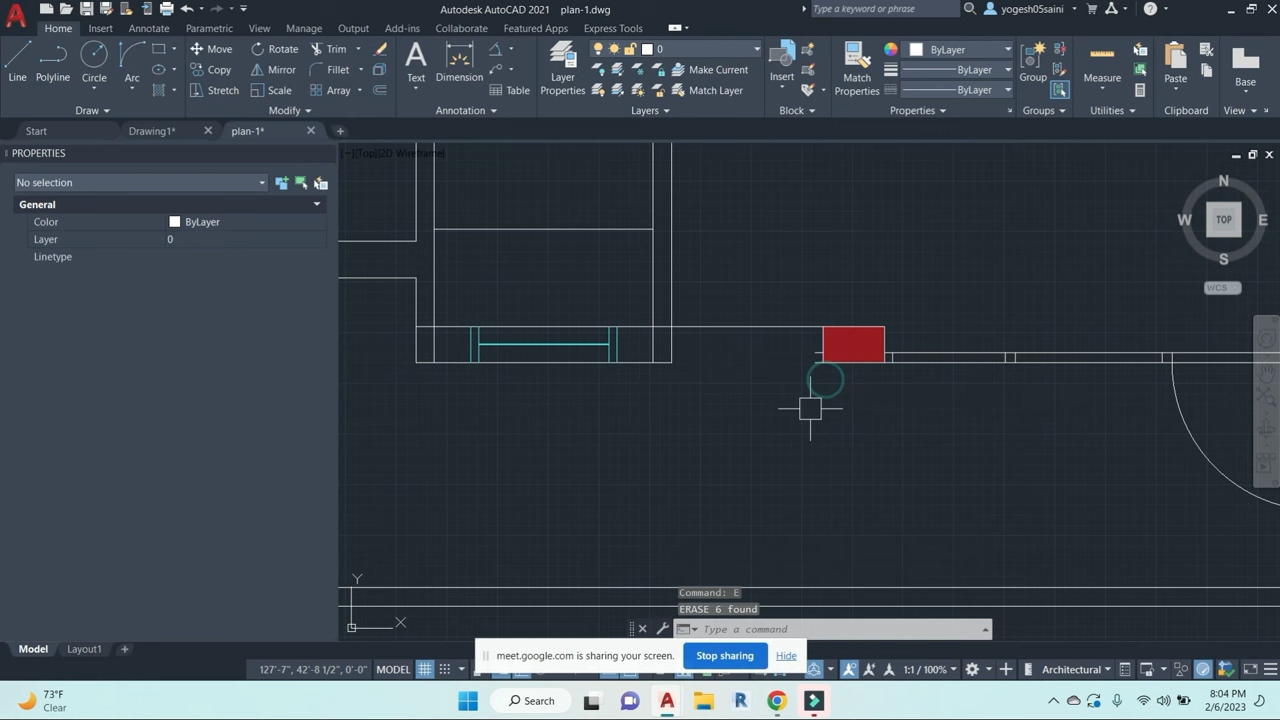 Autodesk AutoCAD 2021 plan-1.dwg
Type a keyword or phrase
yogesh05saini
Home Insert Annotate Parametric View Manage Output Add-ins Collaborate Featured Apps Express Tools
Line Polyline Circle Arc
Move Rotate Trim
Copy Mirror Fillet
Stretch Scale Array
Text Dimension Table
Layer Properties
0
Make Current
Match Layer
Insert
Match Properties
ByLayer
ByLayer
ByLayer
Group
Measure
Paste
Base
Draw Modify Annotation Layers Block Properties Groups Utilities Clipboard View
Start Drawing1* plan-1*
PROPERTIES
[−][Top][2D Wireframe]
No selection
General
Color ByLayer
Layer 0
Linetype
N
W TOP E
S
WCS
Y
X
Command: E
ERASE 6 found
Type a command
Model Layout1
meet.google.com is sharing your screen. Stop sharing Hide
127'-7", 42'-8 1/2", 0'-0" MODEL
1:1 / 100%
Architectural
73°F
Clear
Search
8:04 PM
2/6/2023